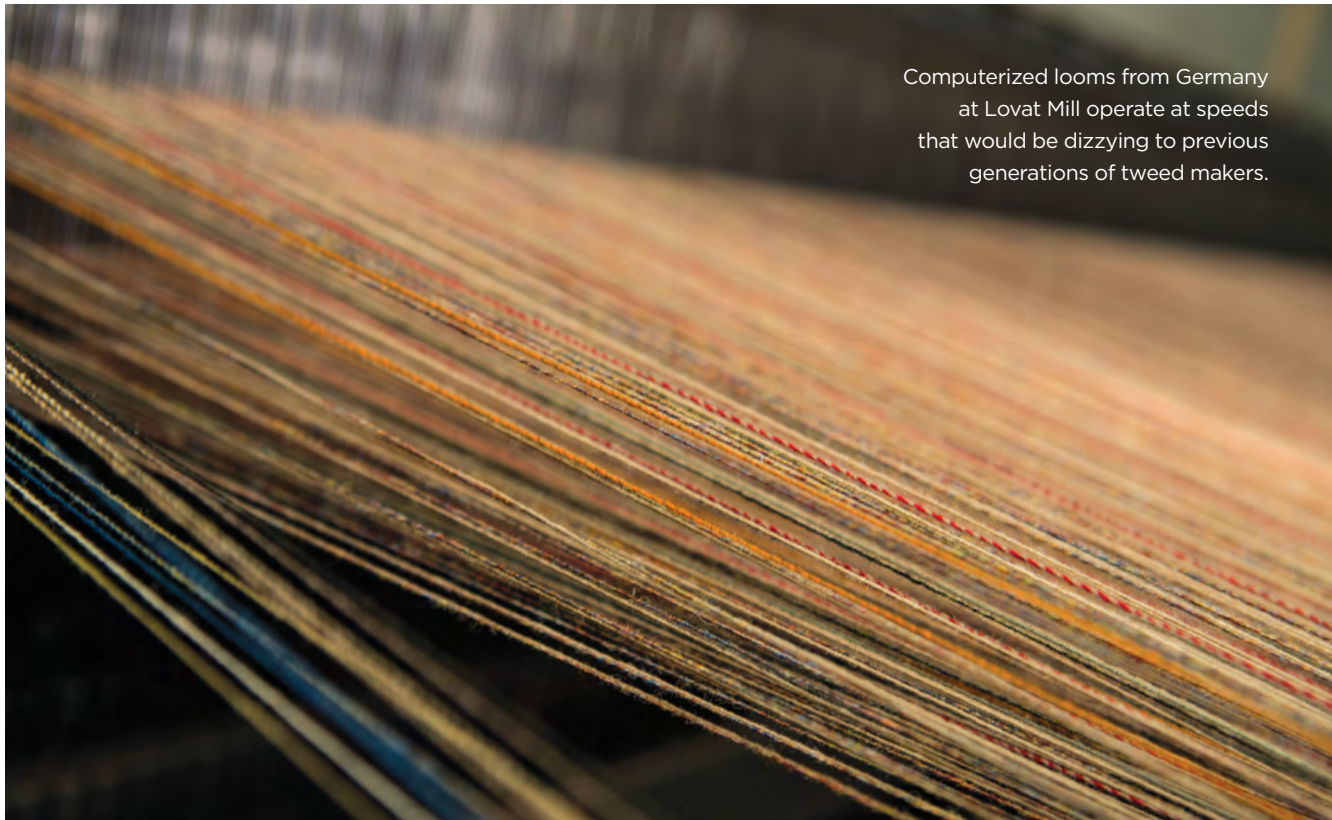 Computerized looms from Germany
at Lovat Mill operate at speeds
that would be dizzying to previous
generations of tweed makers.